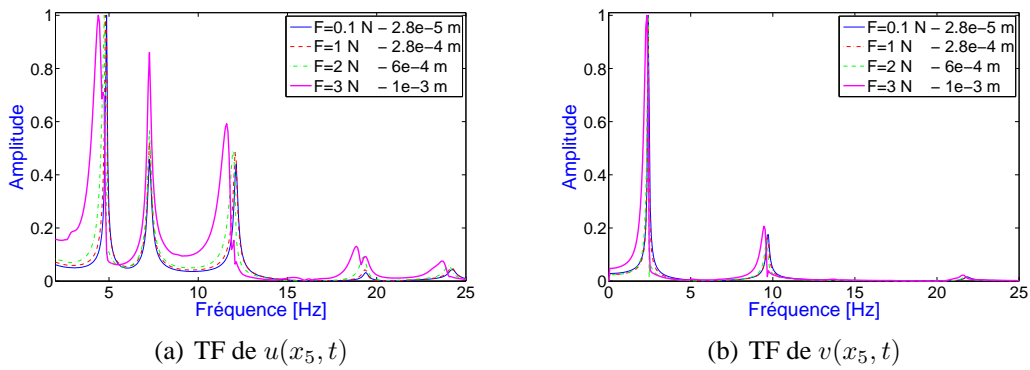 F=0.1 N − 2.8e−5 m
F=1 N − 2.8e−4 m
F=2 N − 6e−4 m
F=3 N − 1e−3 m
Amplitude
1
0.8
0.6
0.4
0.2
0
5 10 15 20 25
Fréquence [Hz]
(a) TF de u(x5, t)
F=0.1 N − 2.8e−5 m
F=1 N − 2.8e−4 m
F=2 N − 6e−4 m
F=3 N − 1e−3 m
Amplitude
1
0.8
0.6
0.4
0.2
0
0 5 10 15 20 25
Fréquence [Hz]
(b) TF de v(x5, t)